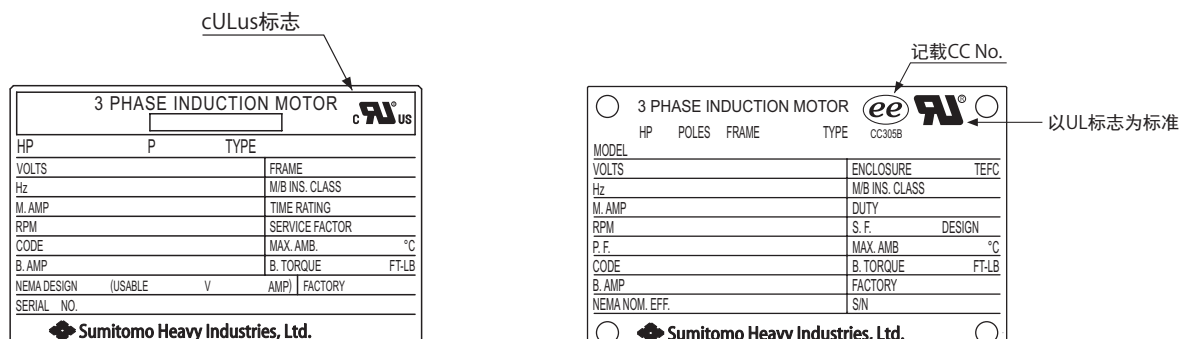 cULus标志
3 PHASE INDUCTION MOTOR
c RU® US
HP P TYPE
VOLTS FRAME
Hz M/B INS. CLASS
M. AMP TIME RATING
RPM SERVICE FACTOR
CODE MAX. AMB. °C
B. AMP B. TORQUE FT-LB
NEMA DESIGN (USABLE V AMP) FACTORY
SERIAL NO.
Sumitomo Heavy Industries, Ltd.
记载CC No.
3 PHASE INDUCTION MOTOR ee RU®
以UL标志为标准
HP POLES FRAME TYPE CC305B
MODEL
VOLTS ENCLOSURE TEFC
Hz M/B INS. CLASS
M. AMP DUTY
RPM S. F. DESIGN
P. F. MAX. AMB °C
CODE B. TORQUE FT-LB
B. AMP FACTORY
NEMA NOM. EFF. S/N
Sumitomo Heavy Industries, Ltd.